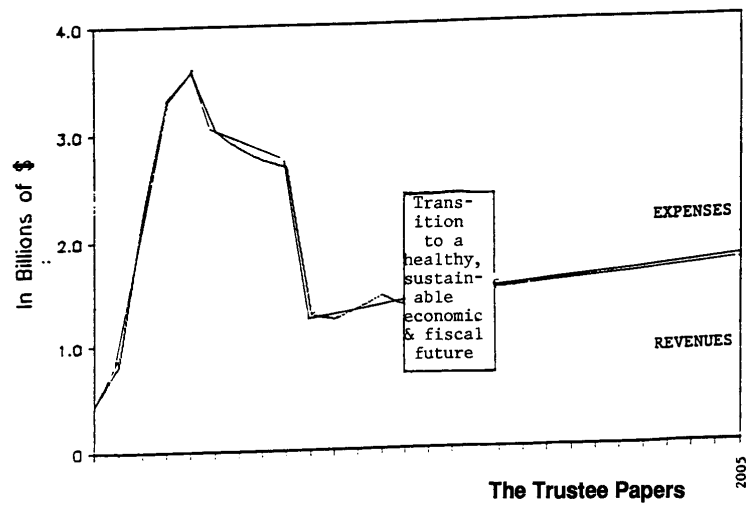 4.0
3.0
2.0
1.0
0
In Billions of $
Trans-
ition
to a
healthy,
sustain-
able
economic
& fiscal
future
EXPENSES
REVENUES
2005
The Trustee Papers